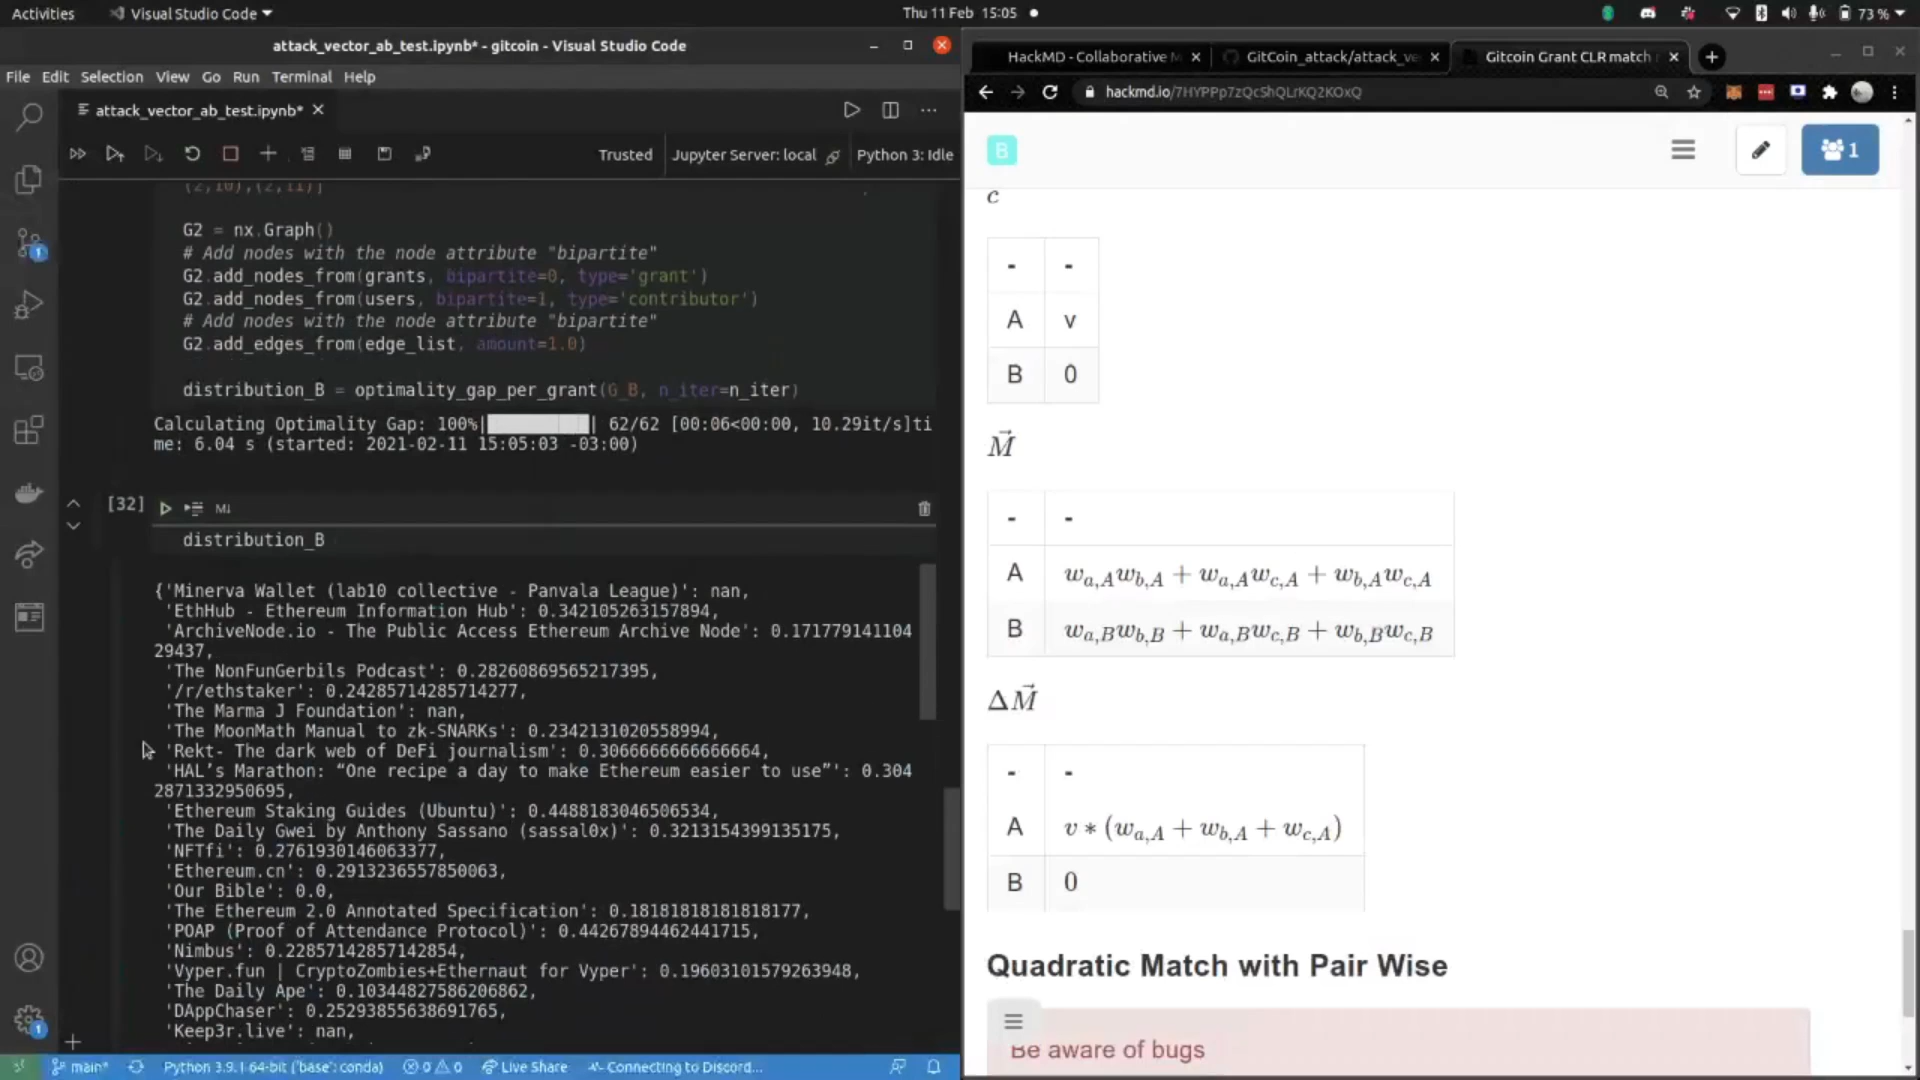 Activities
Visual Studio Code
Thu 11 Feb 15:05
73 %
attack_vector_ab_test.ipynb* - gitcoin - Visual Studio Code
File Edit Selection View Go Run Terminal Help
attack_vector_ab_test.ipynb*
Trusted Jupyter Server: local Python 3: Idle
(2,10),(2,11)]
G2 = nx.Graph()
# Add nodes with the node attribute "bipartite"
G2.add_nodes_from(grants, bipartite=0, type='grant')
G2.add_nodes_from(users, bipartite=1, type='contributor')
# Add nodes with the node attribute "bipartite"
G2.add_edges_from(edge_list, amount=1.0)
distribution_B = optimality_gap_per_grant(G_B, n_iter=n_iter)
Calculating Optimality Gap: 100%| | 62/62 [00:06<00:00, 10.29it/s]ti
me: 6.04 s (started: 2021-02-11 15:05:03 -03:00)
[32]
M↓
distribution_B
{'Minerva Wallet (lab10 collective - Panvala League)': nan,
'EthHub - Ethereum Information Hub': 0.342105263157894,
'ArchiveNode.io - The Public Access Ethereum Archive Node': 0.171779141104
29437,
'The NonFunGerbils Podcast': 0.28260869565217395,
'/r/ethstaker': 0.24285714285714277,
'The Marma J Foundation': nan,
'The MoonMath Manual to zk-SNARKs': 0.2342131020558994,
'Rekt- The dark web of DeFi journalism': 0.3066666666666664,
'HAL’s Marathon: “One recipe a day to make Ethereum easier to use”': 0.304
2871332950695,
'Ethereum Staking Guides (Ubuntu)': 0.4488183046506534,
'The Daily Gwei by Anthony Sassano (sassal0x)': 0.3213154399135175,
'NFTfi': 0.2761930146063377,
'Ethereum.cn': 0.2913236557850063,
'Our Bible': 0.0,
'The Ethereum 2.0 Annotated Specification': 0.18181818181818177,
'POAP (Proof of Attendance Protocol)': 0.44267894462441715,
'Nimbus': 0.22857142857142854,
'Vyper.fun | CryptoZombies+Ethernaut for Vyper': 0.19603101579263948,
'The Daily Ape': 0.10344827586206862,
'DAppChaser': 0.25293855638691765,
'Keep3r.live': nan,
main* Python 3.9.1 64-bit ('base': conda) 0 0 Live Share Connecting to Discord...
HackMD - Collaborative M
GitCoin_attack/attack_ve
Gitcoin Grant CLR match
hackmd.io/7HYPPp7zQcShQLrKQ2KOxQ
B
1
c
- -
A v
B 0
M⃗
- -
A w_{a,A}w_{b,A} + w_{a,A}w_{c,A} + w_{b,A}w_{c,A}
B w_{a,B}w_{b,B} + w_{a,B}w_{c,B} + w_{b,B}w_{c,B}
ΔM⃗
- -
A v ∗ (w_{a,A} + w_{b,A} + w_{c,A})
B 0
Quadratic Match with Pair Wise
Be aware of bugs